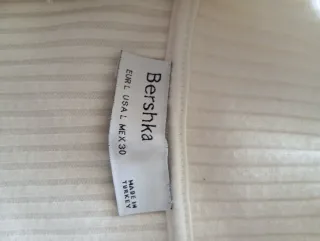 Bershka
EUR L USA L MEX 30
MADE IN
TURKEY